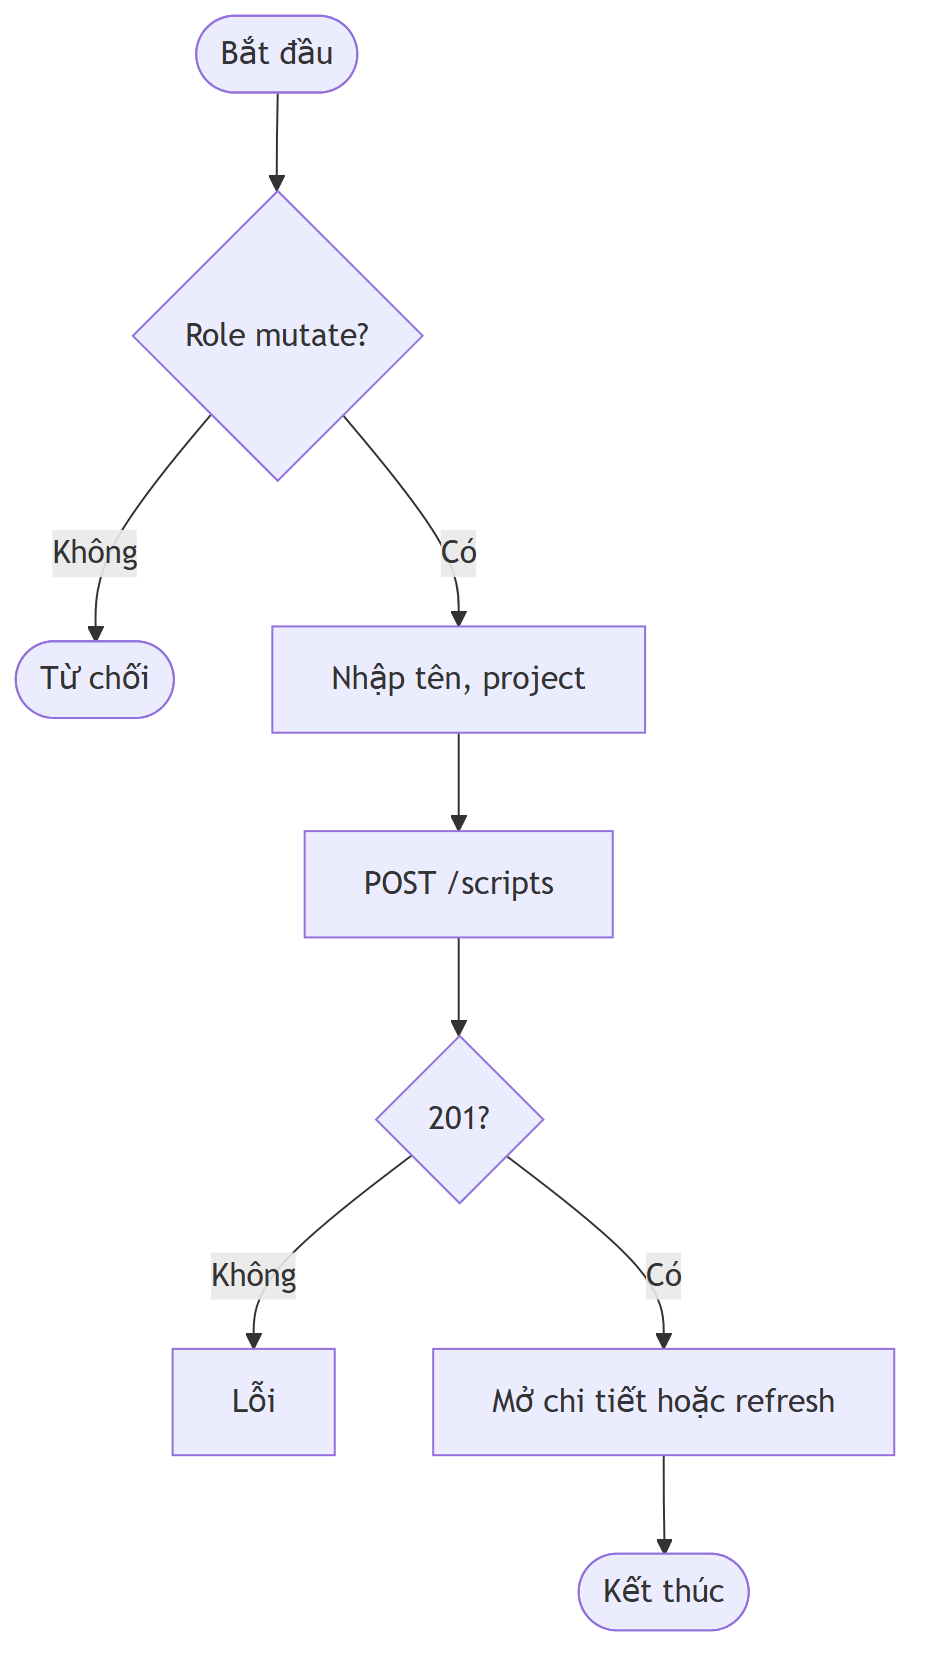 Bắt đầu
Role mutate?
Không
Có
Từ chối
Nhập tên, project
POST /scripts
201?
Không
Có
Lỗi
Mở chi tiết hoặc refresh
Kết thúc